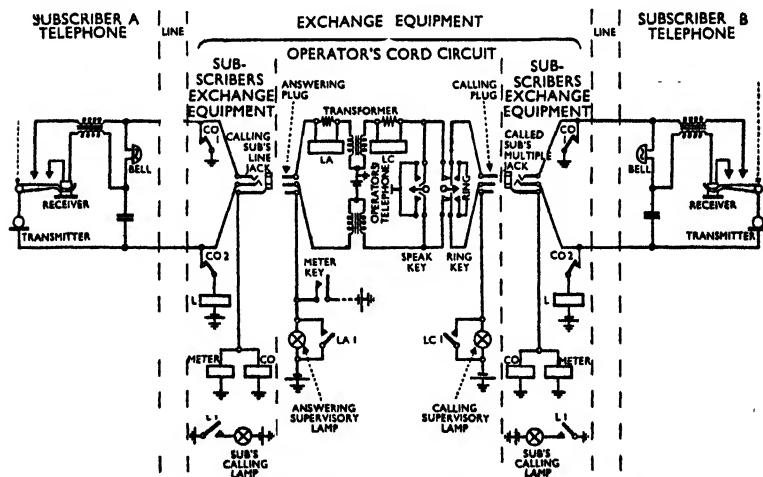 SUBSCRIBER A
TELEPHONE
LINE
EXCHANGE EQUIPMENT
OPERATOR'S CORD CIRCUIT
LINE
SUBSCRIBER B
TELEPHONE
SUB-
SCRIBERS
EXCHANGE
EQUIPMENT
ANSWERING
PLUG
TRANSFORMER
CALLING
PLUG
SUB-
SCRIBERS
EXCHANGE
EQUIPMENT
CO
CALLING
SUB'S
LINE
JACK
LA
LC
OPERATORS
TELEPHONE
RING
CALLED
SUB'S
MULTIPLE
JACK
CO
BELL
RECEIVER
TRANSMITTER
BELL
RECEIVER
TRANSMITTER
CO 2
L
METER
KEY
SPEAK
KEY
RING
KEY
CO 2
L
METER
CO
LA 1
LC 1
CO
METER
ANSWERING
SUPERVISORY
LAMP
CALLING
SUPERVISORY
LAMP
L 1
SUB'S
CALLING
LAMP
L 1
SUB'S
CALLING
LAMP